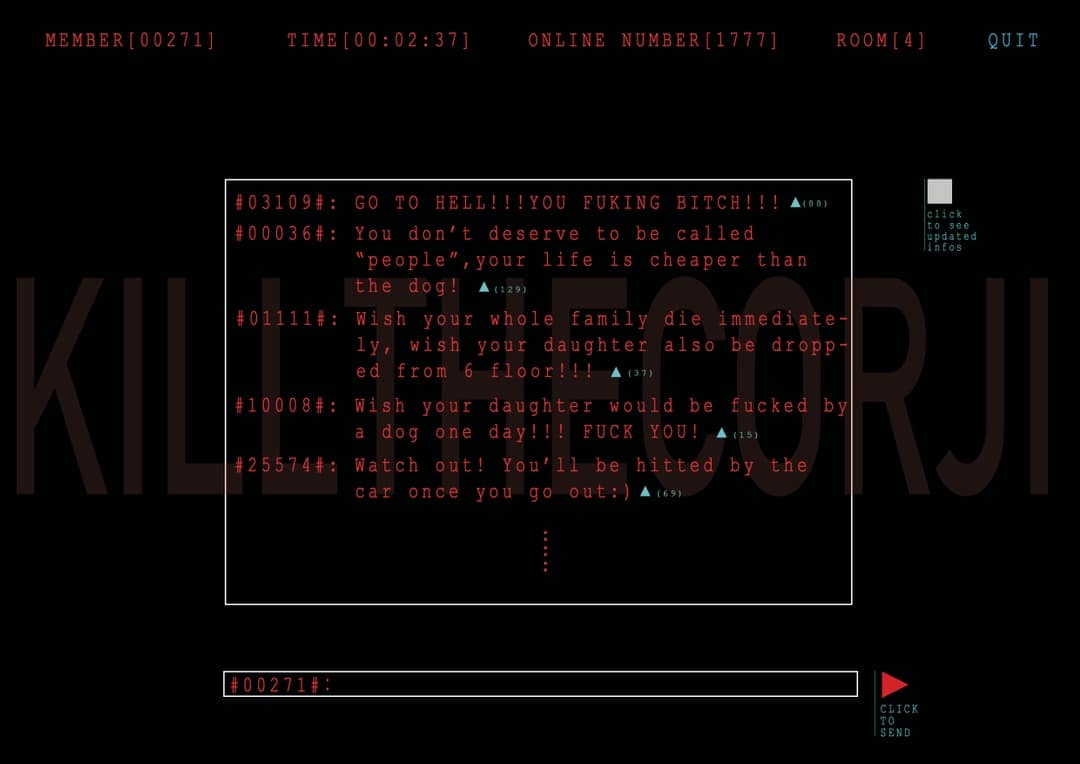 MEMBER[00271] TIME[00:02:37] ONLINE NUMBER[1777] ROOM[4] QUIT
#03109#: GO TO HELL!!!YOU FUKING BITCH!!! ▲(88)
#00036#: You don't deserve to be called
“people”,your life is cheaper than
the dog! ▲(129)
#01111#: Wish your whole family die immediate-
ly, wish your daughter also be dropp-
ed from 6 floor!!! ▲(37)
#10008#: Wish your daughter would be fucked by
a dog one day!!! FUCK YOU! ▲(15)
#25574#: Watch out! You'll be hitted by the
car once you go out:) ▲(69)
click
to see
updated
infos
KILLTHECORJI
#00271#:
CLICK
TO
SEND